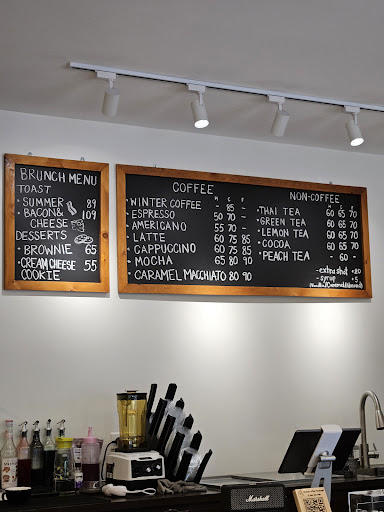 BRUNCH MENU
TOAST
• SUMMER 89
• BACON & CHEESE 109
DESSERTS
• BROWNIE 65
• CREAM CHEESE COOKIE 55
COFFEE
H C F
• WINTER COFFEE - 85 -
• ESPRESSO 50 70 -
• AMERICANO 55 70 -
• LATTE 60 75 85
• CAPPUCCINO 60 75 85
• MOCHA 65 80 90
• CARAMEL MACCHIATO 80 90
NON-COFFEE
H C F
• THAI TEA 60 65 70
• GREEN TEA 60 65 70
• LEMON TEA 60 65 70
• COCOA 60 65 70
• PEACH TEA - 60 -
- extra shot +20
- syrup +5
Marshall